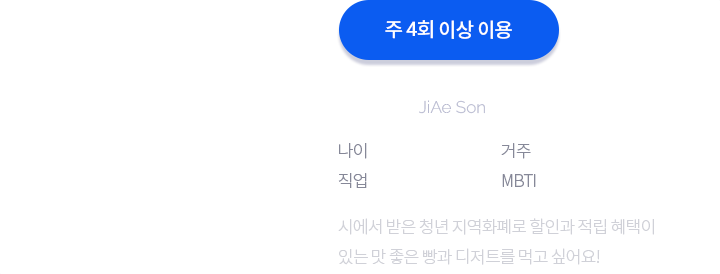 주 4회 이상 이용
JiAe Son
나이 거주
직업 MBTI
시에서 받은 청년 지역화폐로 할인과 적립 혜택이
있는 맛 좋은 빵과 디저트를 먹고 싶어요!